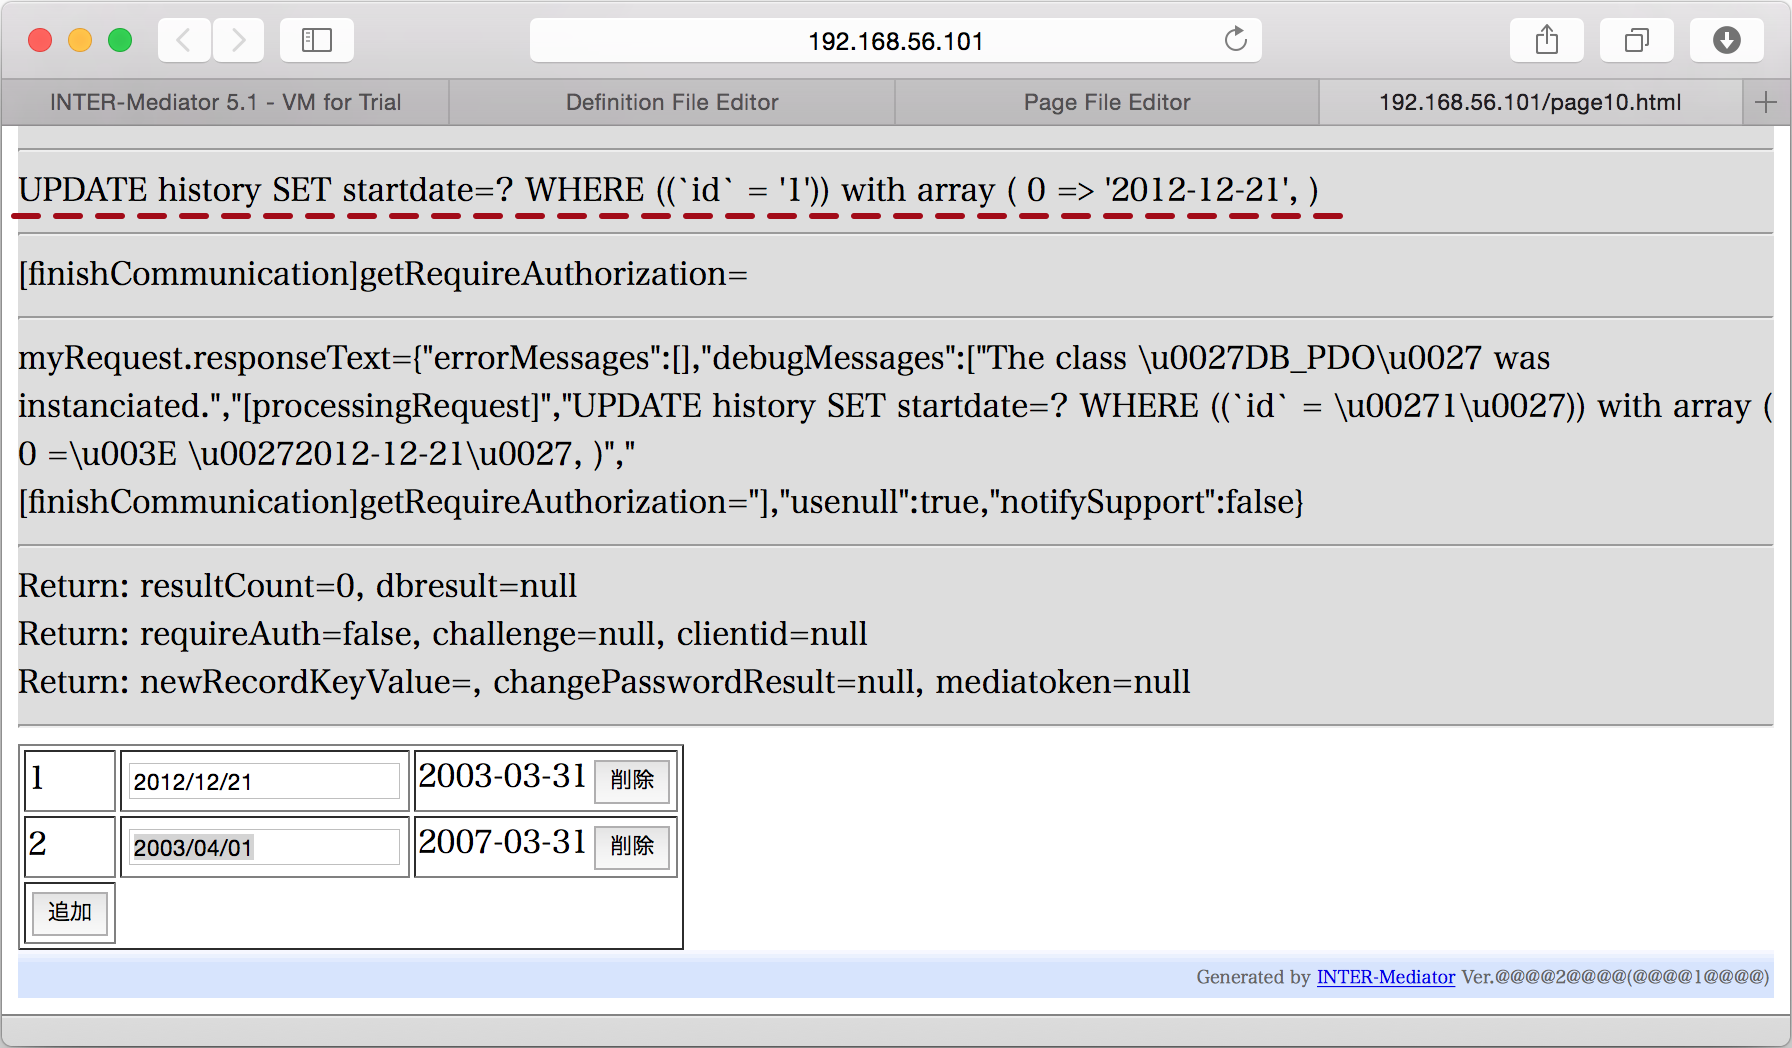 192.168.56.101
INTER-Mediator 5.1 - VM for Trial
Definition File Editor
Page File Editor
192.168.56.101/page10.html
UPDATE history SET startdate=? WHERE ((`id` = '1')) with array ( 0 => '2012-12-21', )
[finishCommunication]getRequireAuthorization=
myRequest.responseText={"errorMessages":[],"debugMessages":["The class \u0027DB_PDO\u0027 was
instanciated.","[processingRequest]","UPDATE history SET startdate=? WHERE ((`id` = \u00271\u0027)) with array (
0 =\u003E \u00272012-12-21\u0027, )","
[finishCommunication]getRequireAuthorization="],"usenull":true,"notifySupport":false}
Return: resultCount=0, dbresult=null
Return: requireAuth=false, challenge=null, clientid=null
Return: newRecordKeyValue=, changePasswordResult=null, mediatoken=null
1 2012/12/21 2003-03-31 削除
2 2003/04/01 2007-03-31 削除
追加
Generated by INTER-Mediator Ver.@@@@2@@@@(@@@@1@@@@)